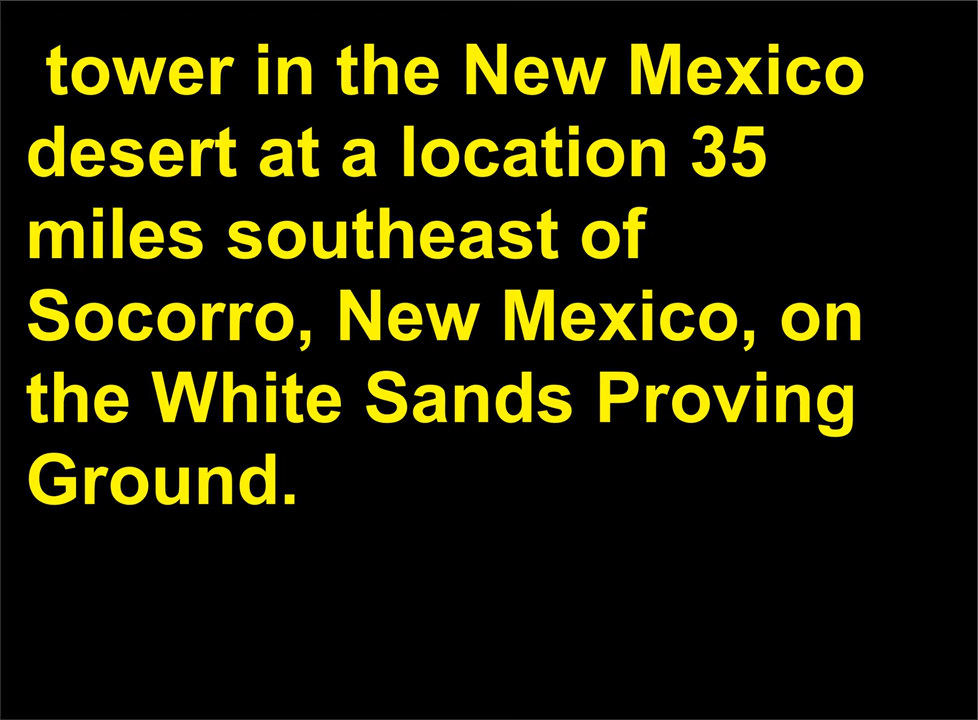 tower in the New Mexico
desert at a location 35
miles southeast of
Socorro, New Mexico, on
the White Sands Proving
Ground.